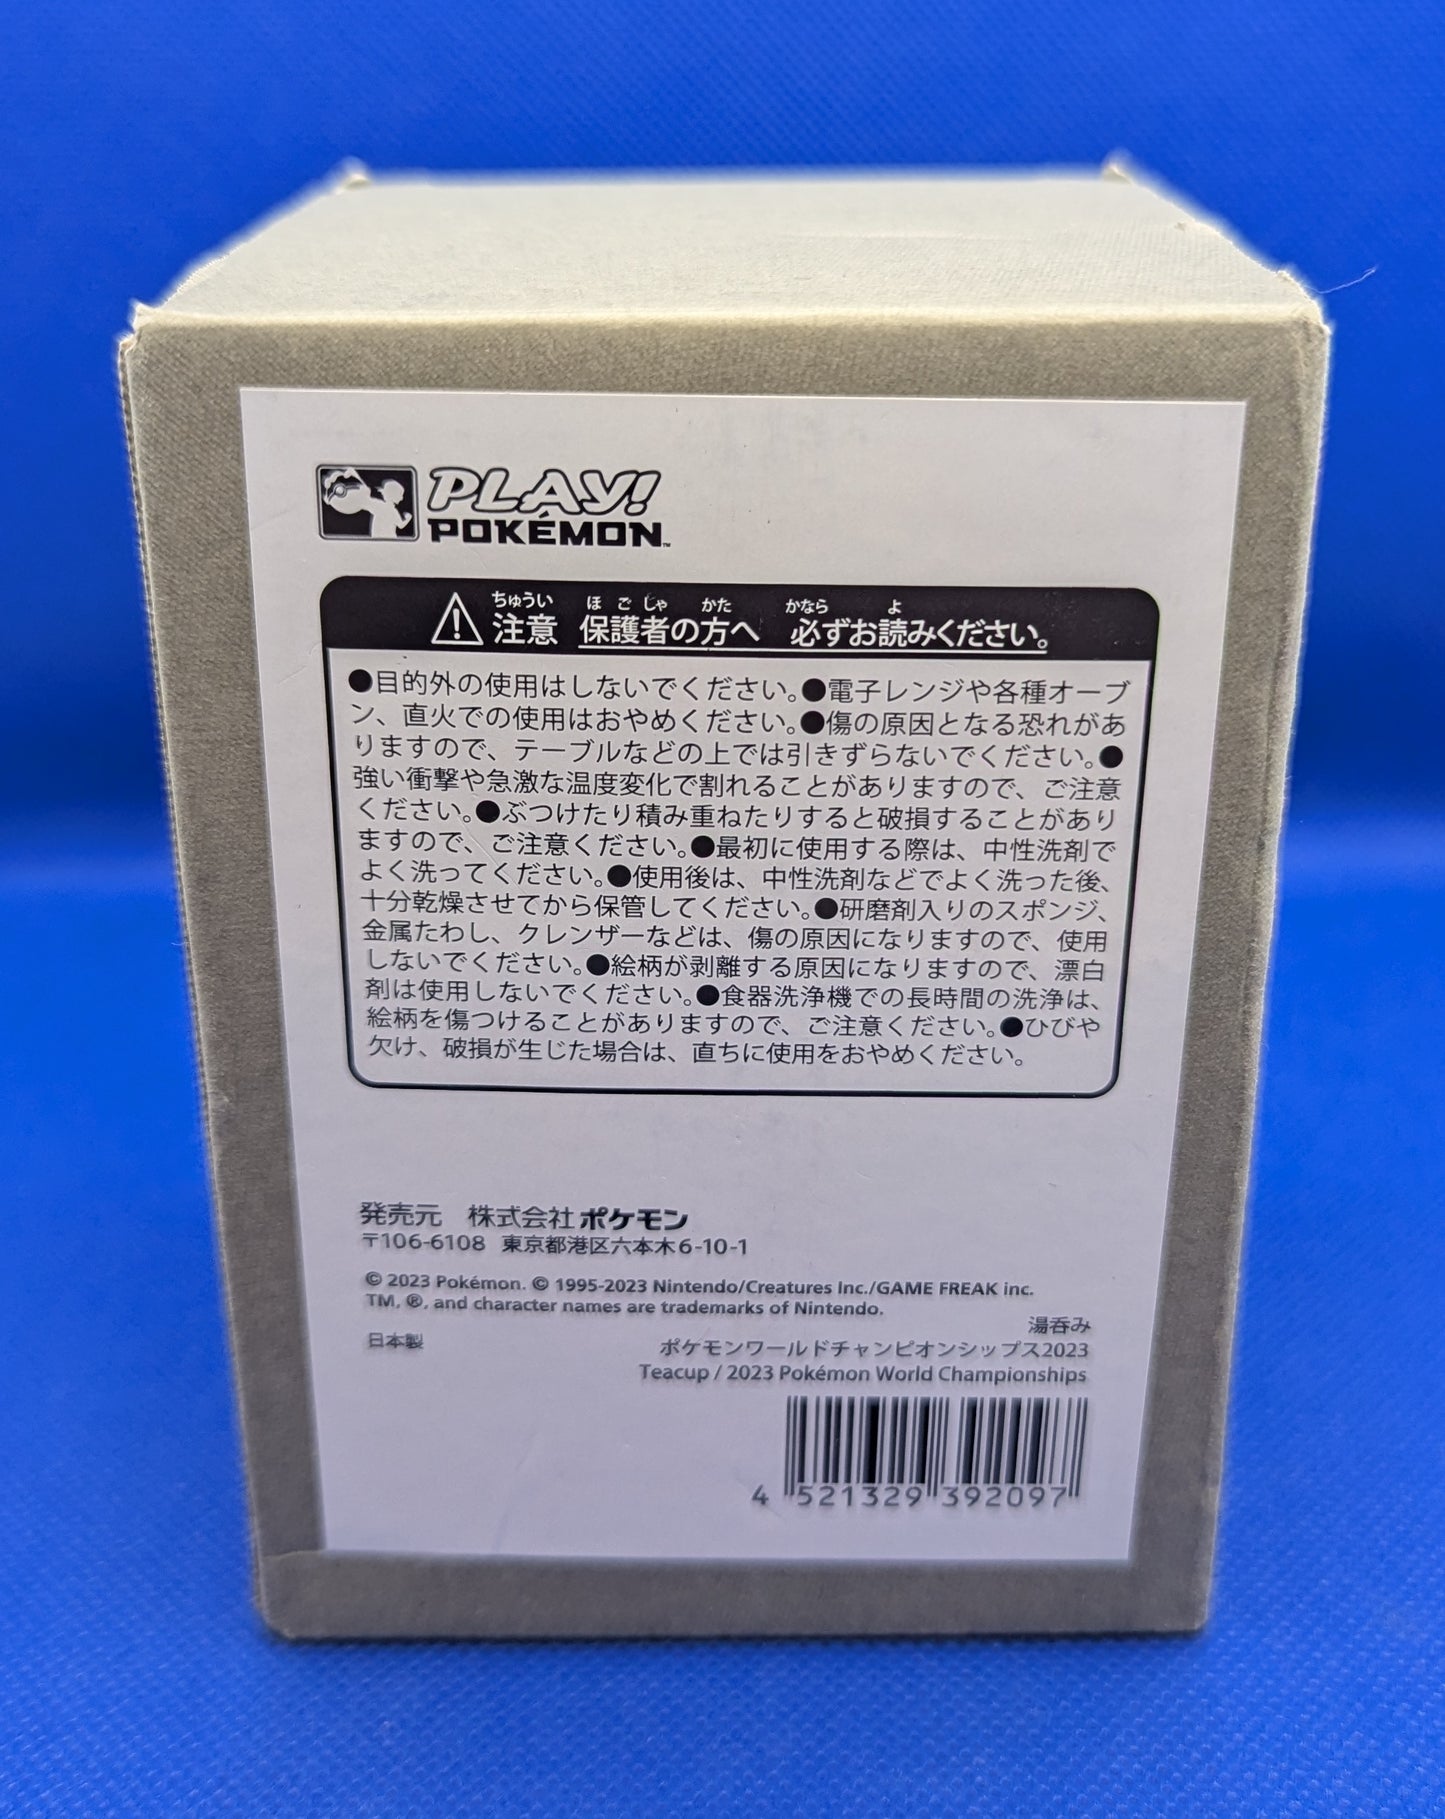 PLAY!
POKÉMON™
ちゅうい ほごしゃ かた かなら よ
注意 保護者の方へ 必ずお読みください。
●目的外の使用はしないでください。●電子レンジや各種オーブ
ン、直火での使用はおやめください。●傷の原因となる恐れがあ
りますので、テーブルなどの上では引きずらないでください。●
強い衝撃や急激な温度変化で割れることがありますので、ご注意
ください。●ぶつけたり積み重ねたりすると破損することがあり
ますので、ご注意ください。●最初に使用する際は、中性洗剤で
よく洗ってください。●使用後は、中性洗剤などでよく洗った後、
十分乾燥させてから保管してください。●研磨剤入りのスポンジ、
金属たわし、クレンザーなどは、傷の原因になりますので、使用
しないでください。●絵柄が剥離する原因になりますので、漂白
剤は使用しないでください。●食器洗浄機での長時間の洗浄は、
絵柄を傷つけることがありますので、ご注意ください。●ひびや
欠け、破損が生じた場合は、直ちに使用をおやめください。
発売元 株式会社ポケモン
〒106-6108 東京都港区六本木6-10-1
© 2023 Pokémon. © 1995-2023 Nintendo/Creatures Inc./GAME FREAK inc.
TM, ®, and character names are trademarks of Nintendo.
湯呑み
日本製 ポケモンワールドチャンピオンシップス2023
Teacup / 2023 Pokémon World Championships
4 521329 392097